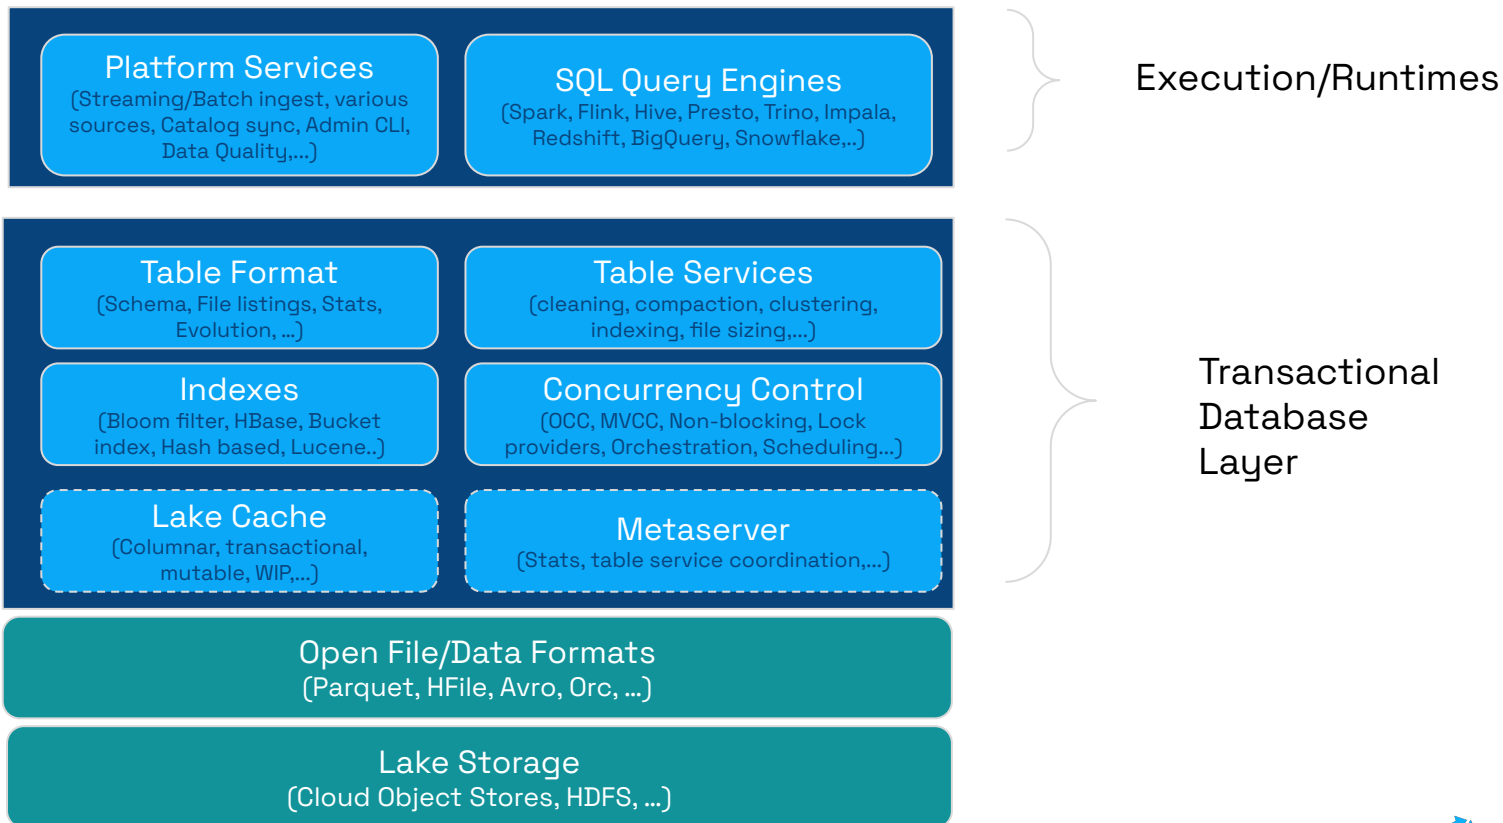 Platform Services
(Streaming/Batch ingest, various
sources, Catalog sync, Admin CLI,
Data Quality,...)
SQL Query Engines
(Spark, Flink, Hive, Presto, Trino, Impala,
Redshift, BigQuery, Snowflake,..)
Execution/Runtimes
Table Format
(Schema, File listings, Stats,
Evolution, ...)
Table Services
(cleaning, compaction, clustering,
indexing, file sizing,...)
Indexes
(Bloom filter, HBase, Bucket
index, Hash based, Lucene..)
Concurrency Control
(OCC, MVCC, Non-blocking, Lock
providers, Orchestration, Scheduling...)
Lake Cache
(Columnar, transactional,
mutable, WIP,...)
Metaserver
(Stats, table service coordination,...)
Transactional
Database
Layer
Open File/Data Formats
(Parquet, HFile, Avro, Orc, ...)
Lake Storage
(Cloud Object Stores, HDFS, ...)